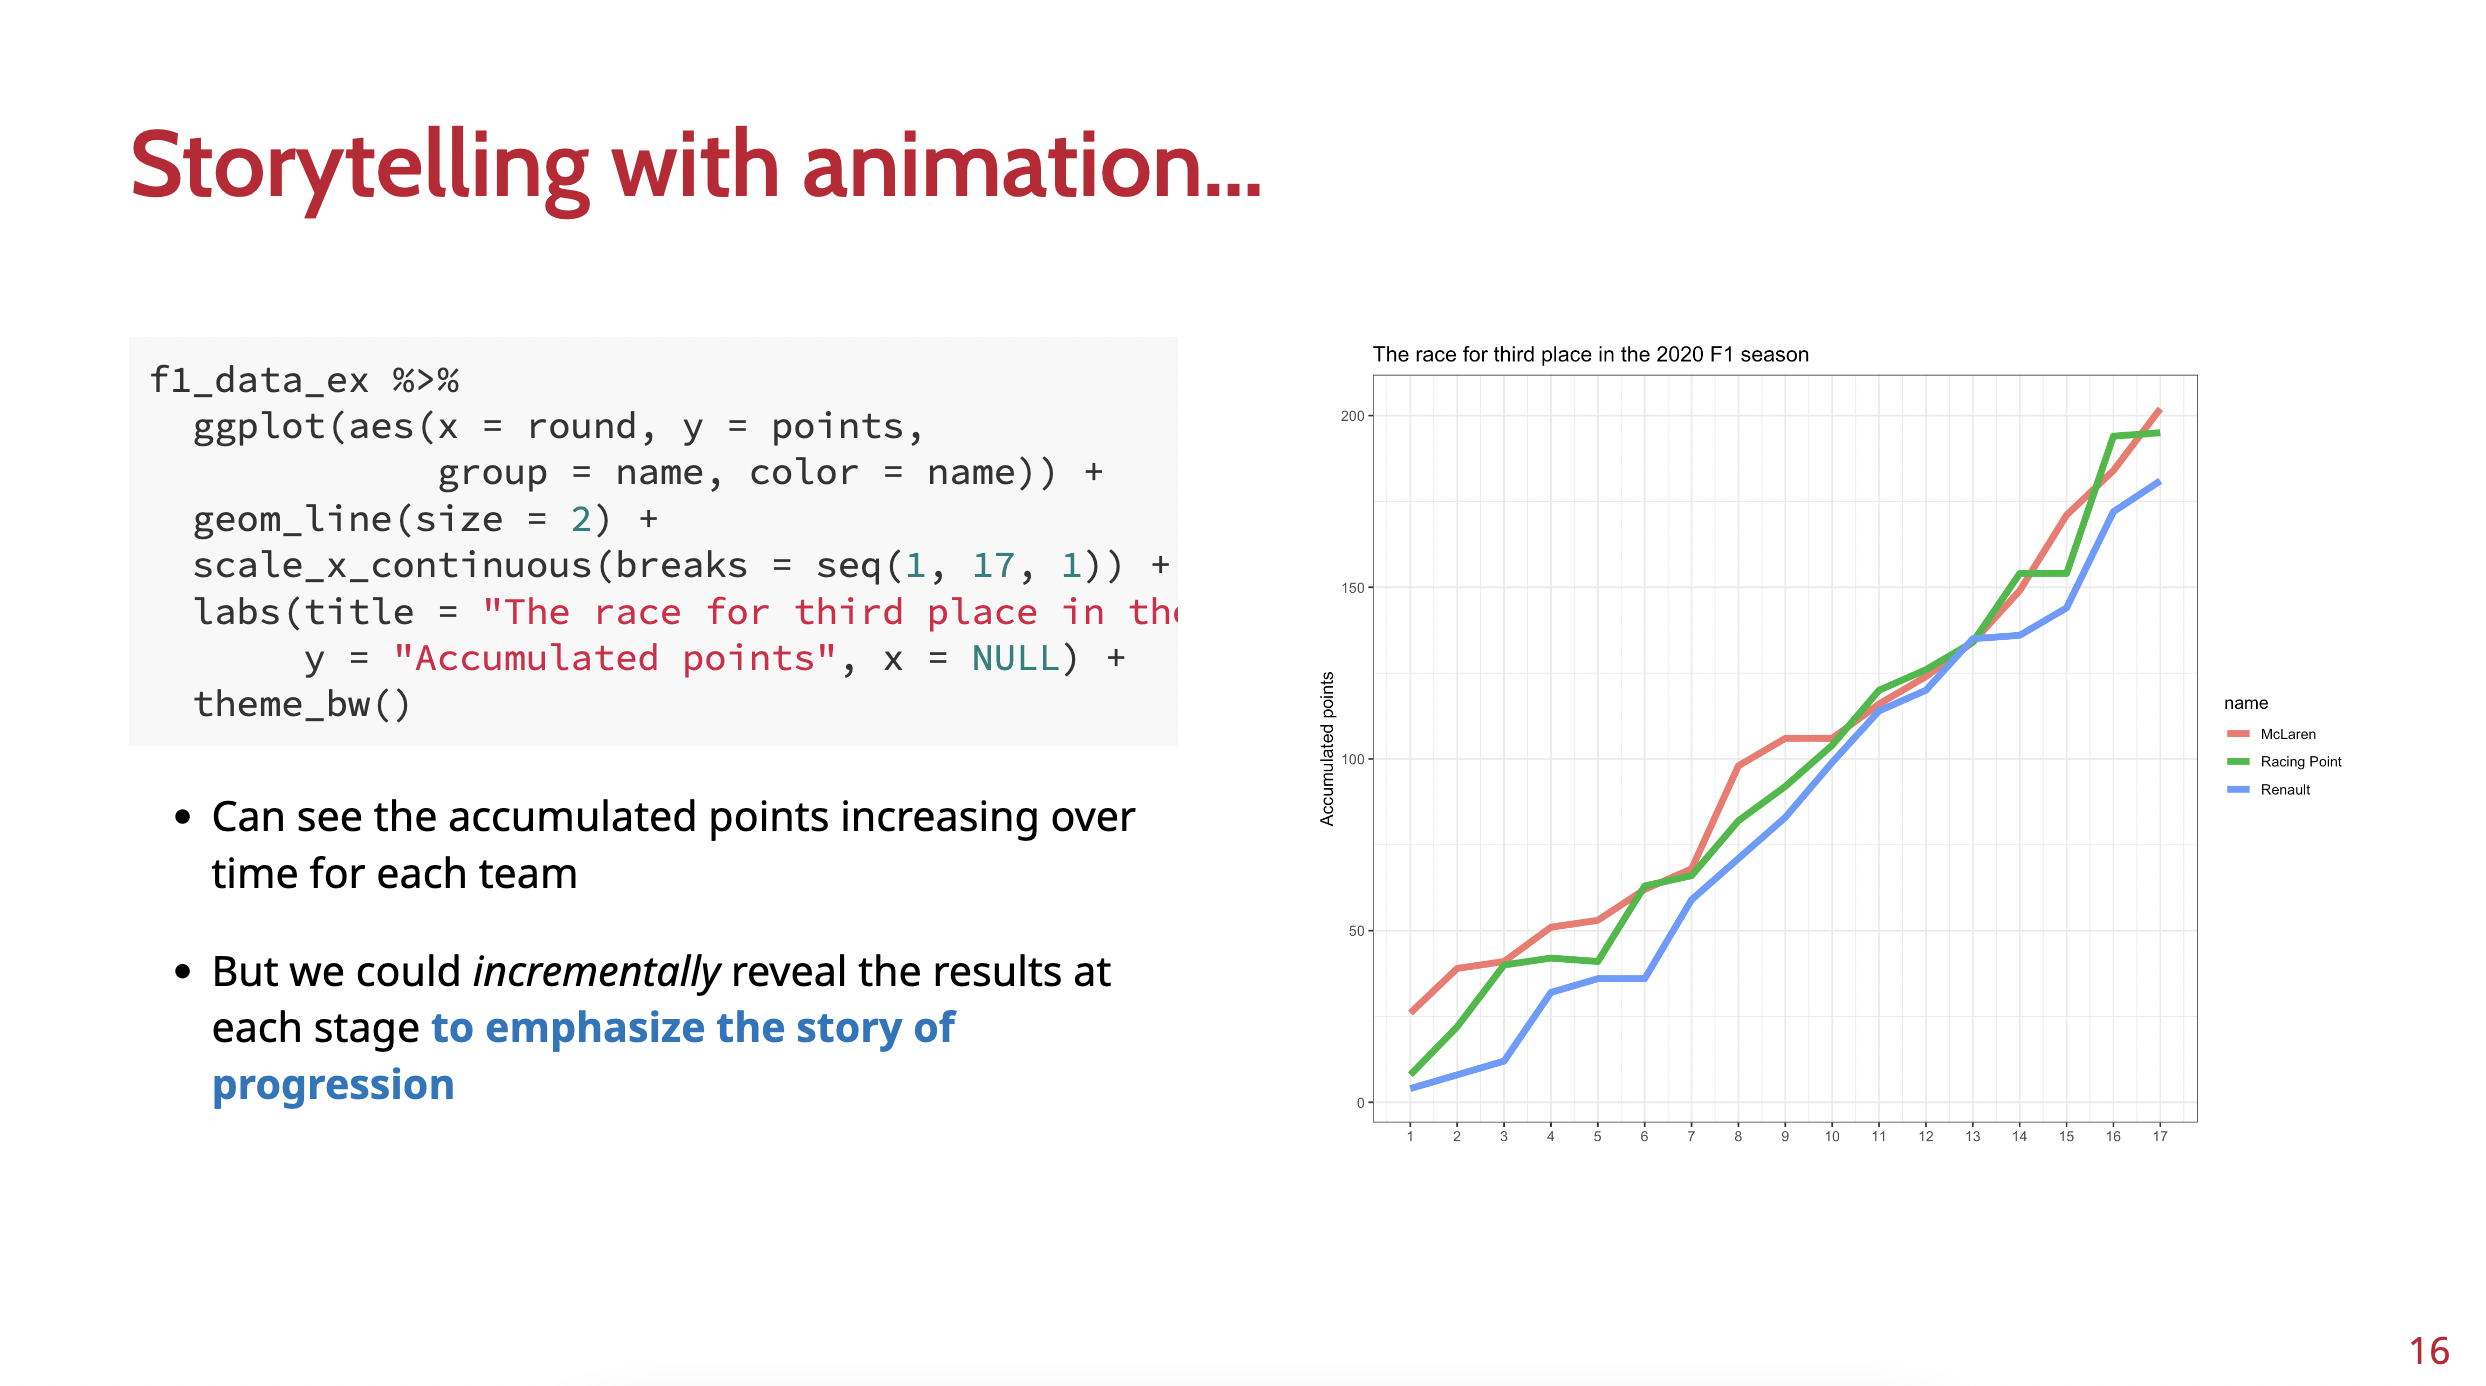 Storytelling with animation...
f1_data_ex %>%
  ggplot(aes(x = round, y = points,
             group = name, color = name)) +
  geom_line(size = 2) +
  scale_x_continuous(breaks = seq(1, 17, 1)) +
  labs(title = "The race for third place in
       y = "Accumulated points", x = NULL) +
  theme_bw()
• Can see the accumulated points increasing over
time for each team
• But we could incrementally reveal the results at
each stage to emphasize the story of
progression
The race for third place in the 2020 F1 season
Accumulated points
200
150
100
50
0
1 2 3 4 5 6 7 8 9 10 11 12 13 14 15 16 17
name
McLaren
Racing Point
Renault
16